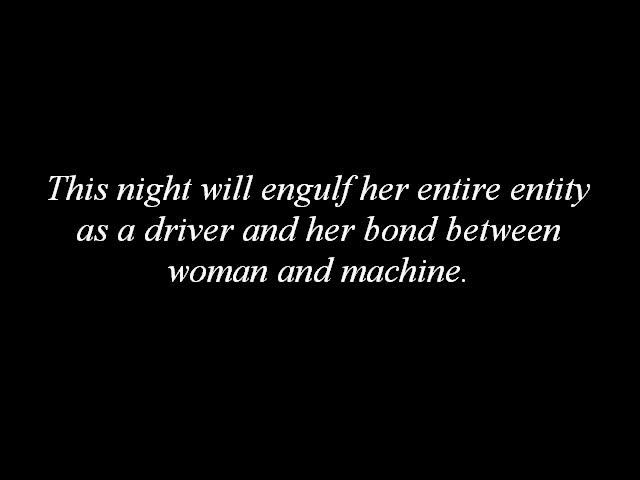 This night will engulf her entire entity
as a driver and her bond between
woman and machine.